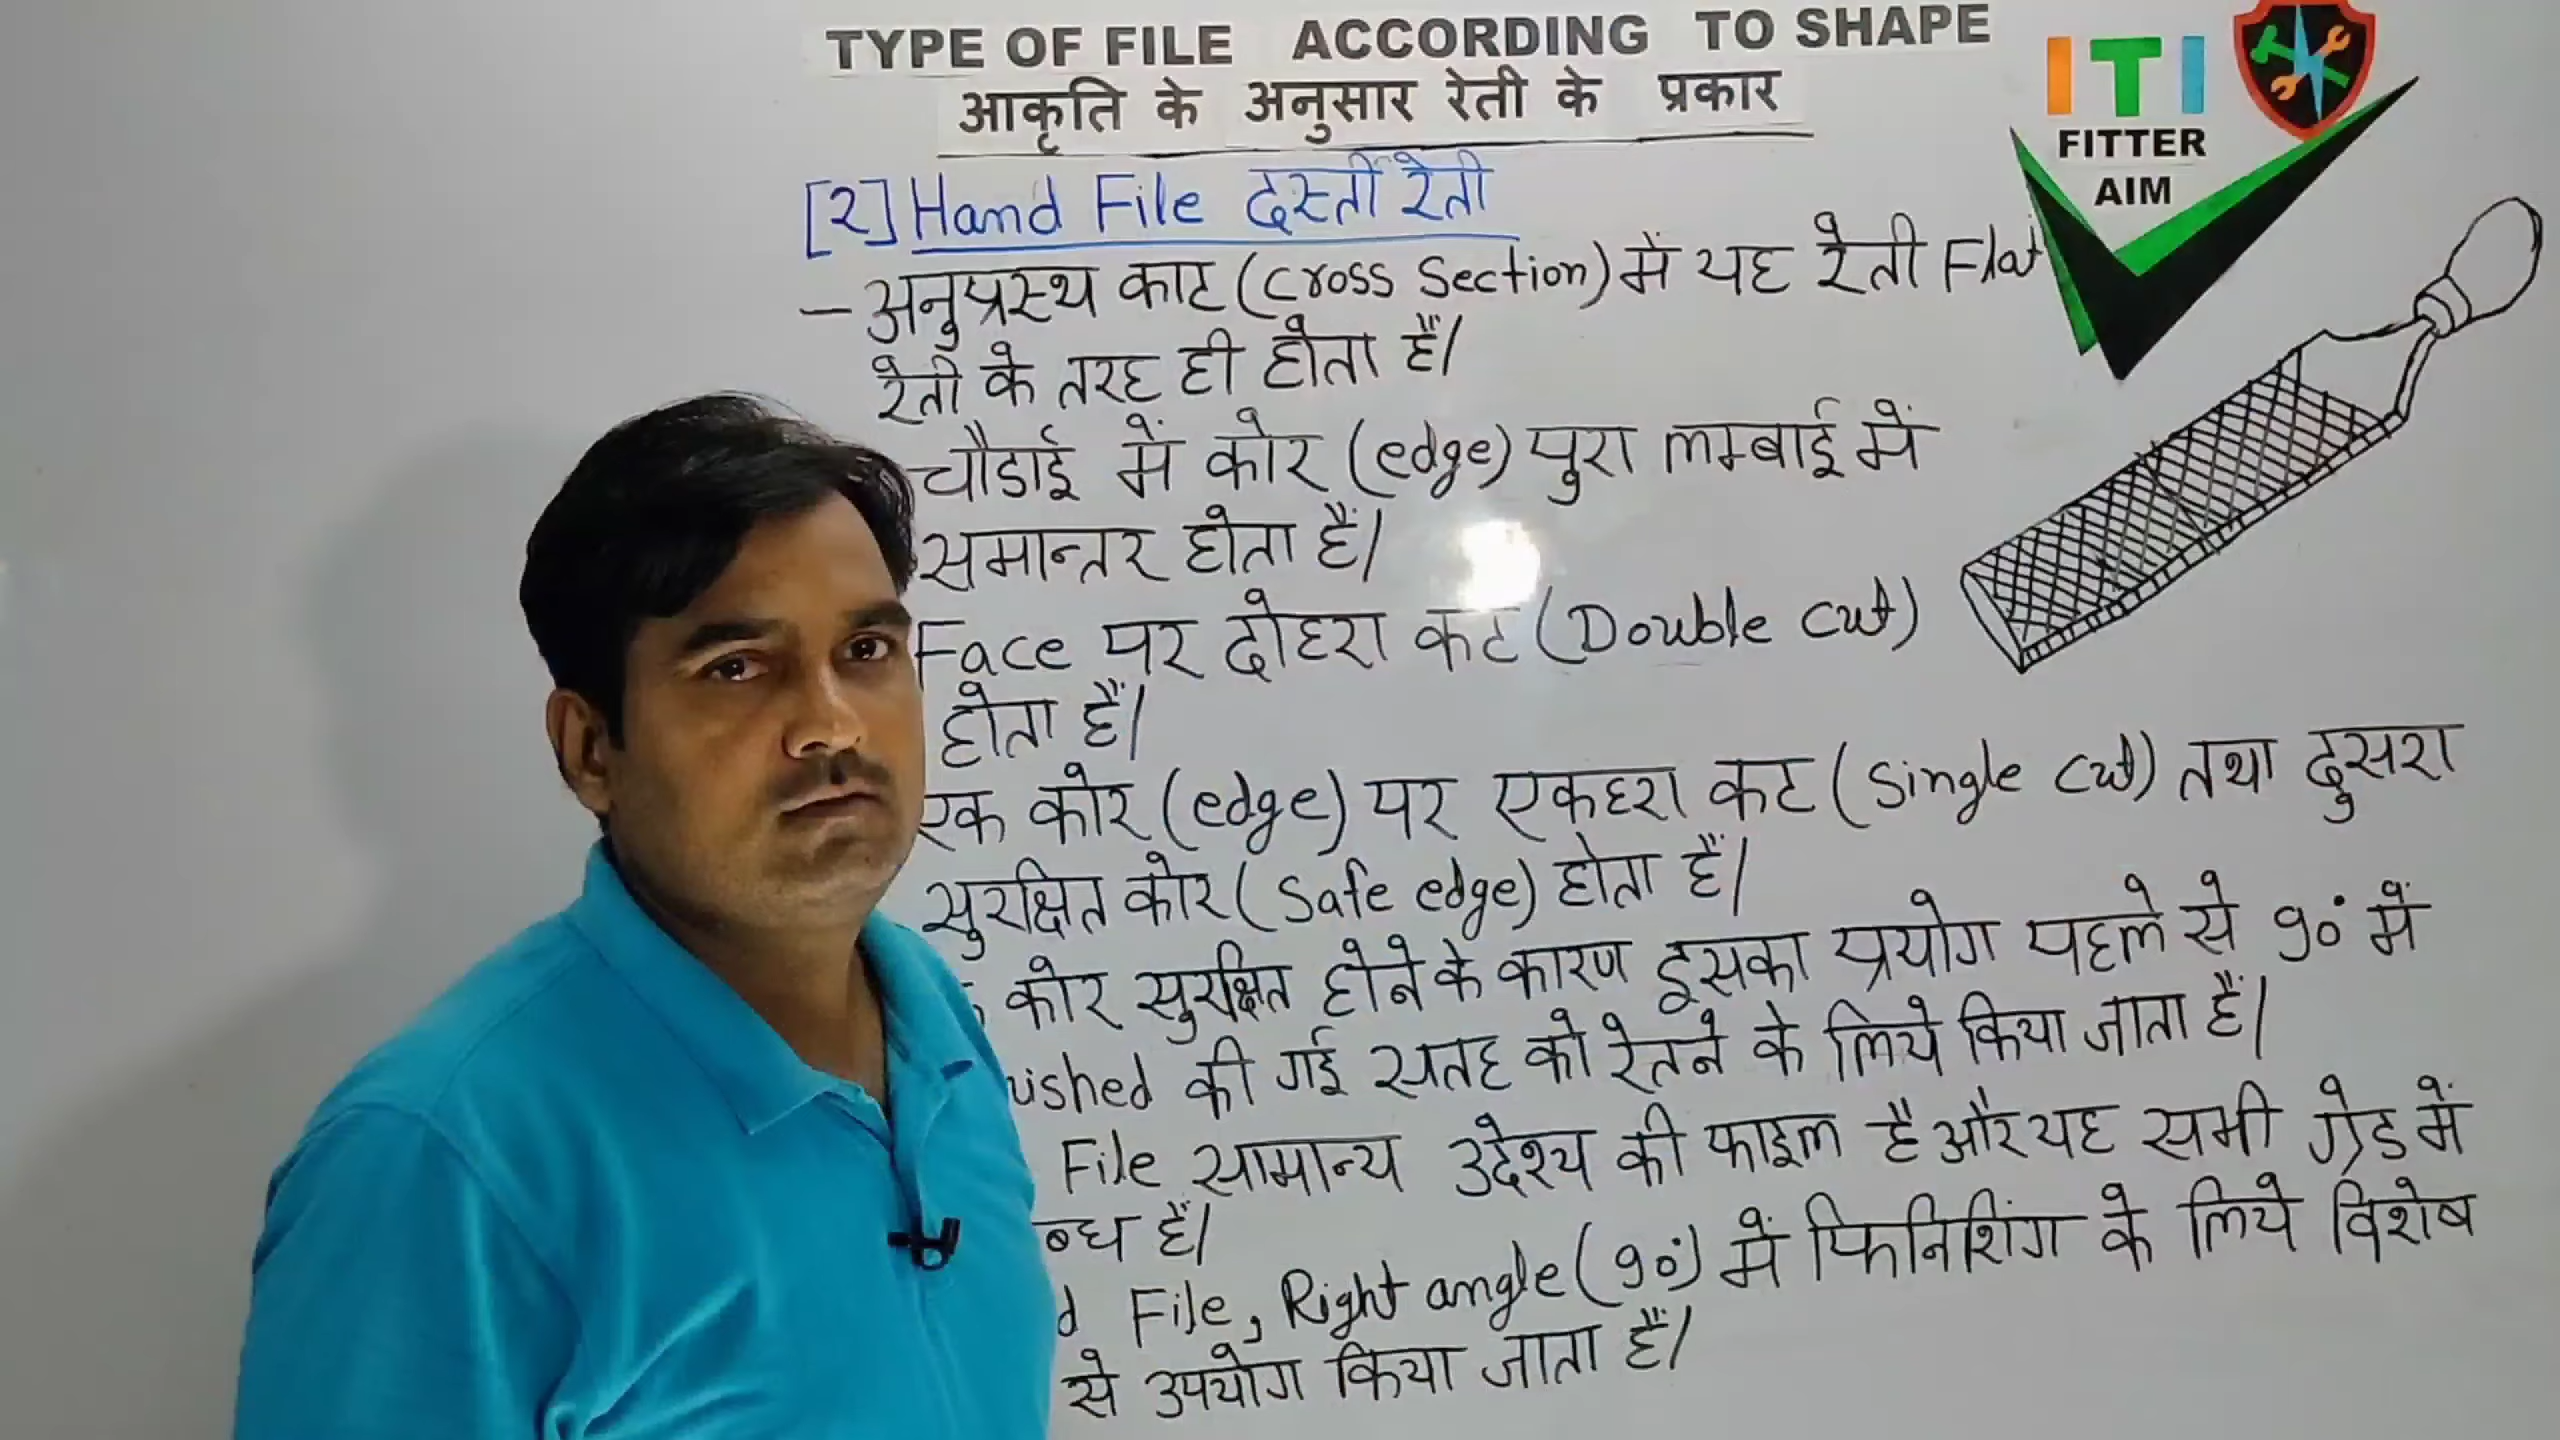 TYPE OF FILE ACCORDING TO SHAPE
आकृति के अनुसार रेती के प्रकार
ITI
FITTER
AIM
[2] Hand File दस्ती रेती
- अनुप्रस्थ काट (Cross Section) में यह रेती Flat
रेती के तरह ही होता हैं।
चौडाई में कोर (edge) पुरा लम्बाई में
समान्तर होता हैं।
Face पर दोहरा कट (Double Cut)
होता हैं।
एक कोर (edge) पर एकहरा कट (Single Cut) तथा दुसरा
सुरक्षित कोर (Safe edge) होता हैं।
कोर सुरक्षित होने के कारण इसका प्रयोग पहले से 90° में
ished की गई सतह को रेतने के लिये किया जाता हैं।
File सामान्य उदेश्य की फाइल है और यह सभी ग्रेड में
ब्ध हैं।
d File, Right angle (90°) में फिनिशिंग के लिये विशेष
से उपयोग किया जाता हैं।